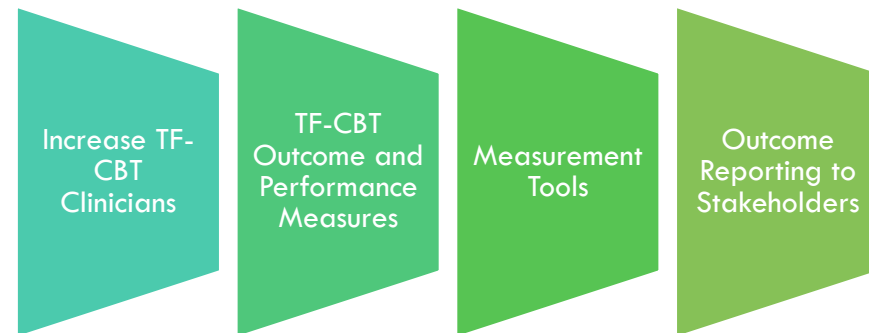 Increase TF-
CBT
Clinicians
TF-CBT
Outcome and
Performance
Measures
Measurement
Tools
Outcome
Reporting to
Stakeholders